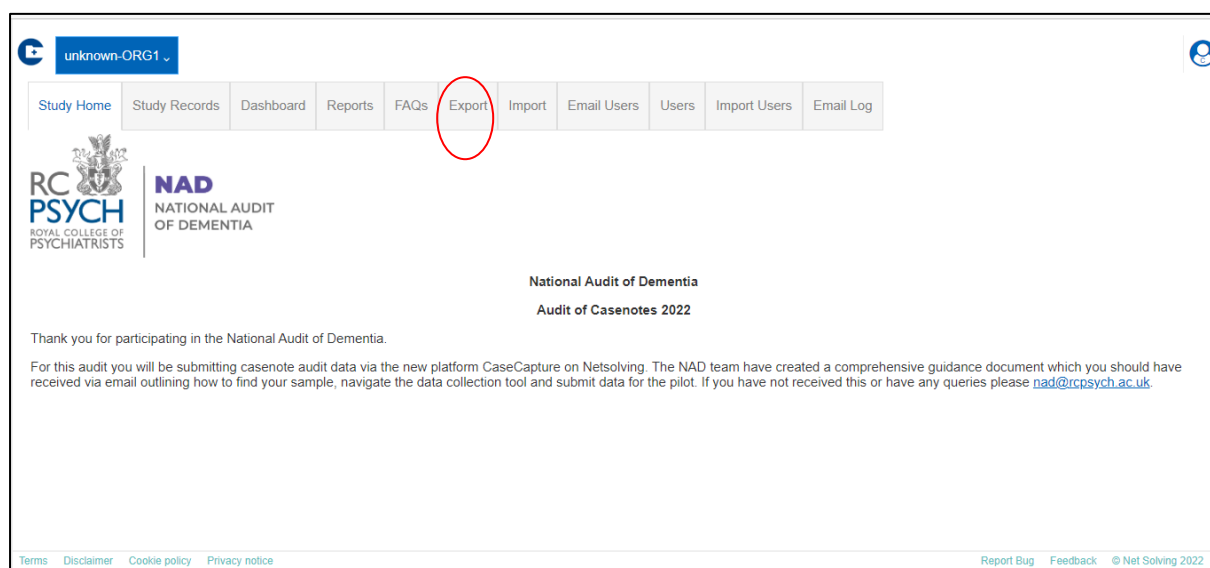 unknown-ORG1
Study Home Study Records Dashboard Reports FAQs Export Import Email Users Users Import Users Email Log
RC
PSYCH
ROYAL COLLEGE OF
PSYCHIATRISTS
NAD
NATIONAL AUDIT
OF DEMENTIA
National Audit of Dementia
Audit of Casenotes 2022
Thank you for participating in the National Audit of Dementia.
For this audit you will be submitting casenote audit data via the new platform CaseCapture on Netsolving. The NAD team have created a comprehensive guidance document which you should have
received via email outlining how to find your sample, navigate the data collection tool and submit data for the pilot. If you have not received this or have any queries please nad@rcpsych.ac.uk.
Terms Disclaimer Cookie policy Privacy notice Report Bug Feedback © Net Solving 2022